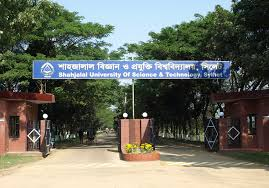 শাহজালাল বিজ্ঞান ও প্রযুক্তি বিশ্ববিদ্যালয়, সিলেট
Shahjalal University Of Science & Technology, Sylhet